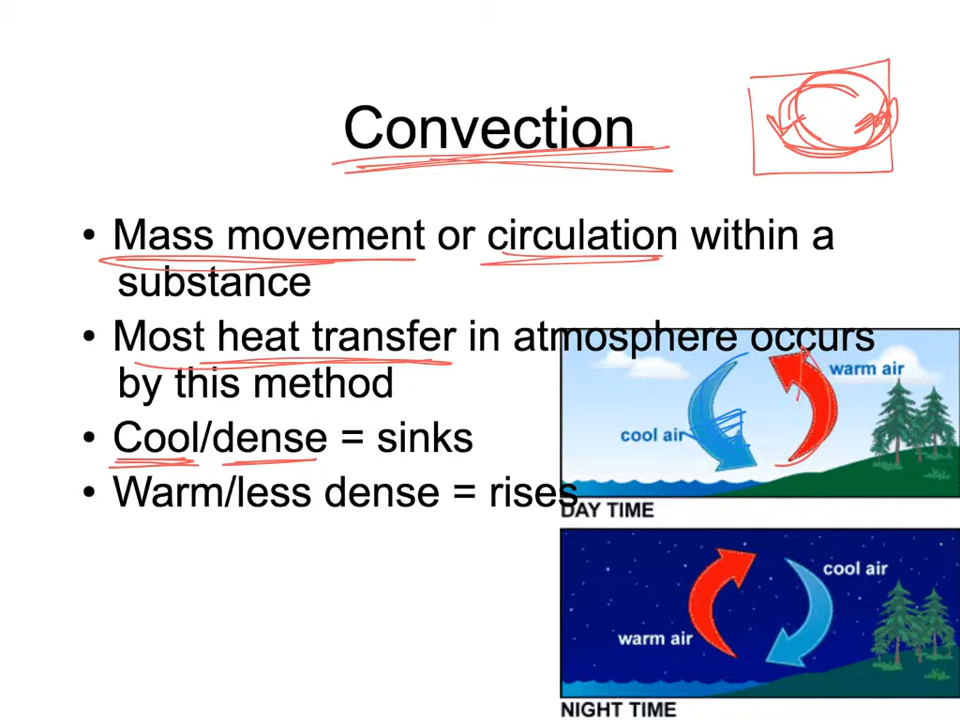 Convection
• Mass movement or circulation within a
substance
• Most heat transfer in atmosphere occurs
by this method
• Cool/dense = sinks
• Warm/less dense = rises
warm air
cool air
DAY TIME
cool air
warm air
NIGHT TIME